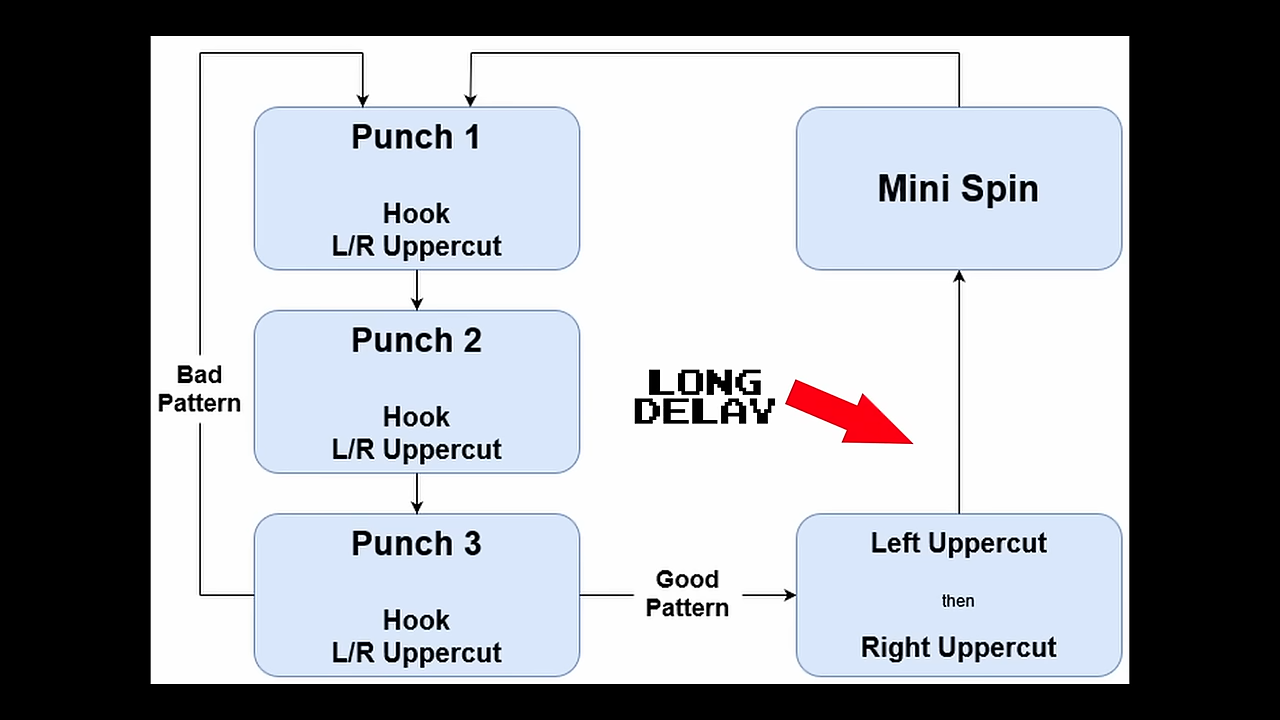 Punch 1
Hook
L/R Uppercut
Mini Spin
Punch 2
Hook
L/R Uppercut
Bad
Pattern
LONG
DELAY
Punch 3
Hook
L/R Uppercut
Good
Pattern
Left Uppercut
then
Right Uppercut